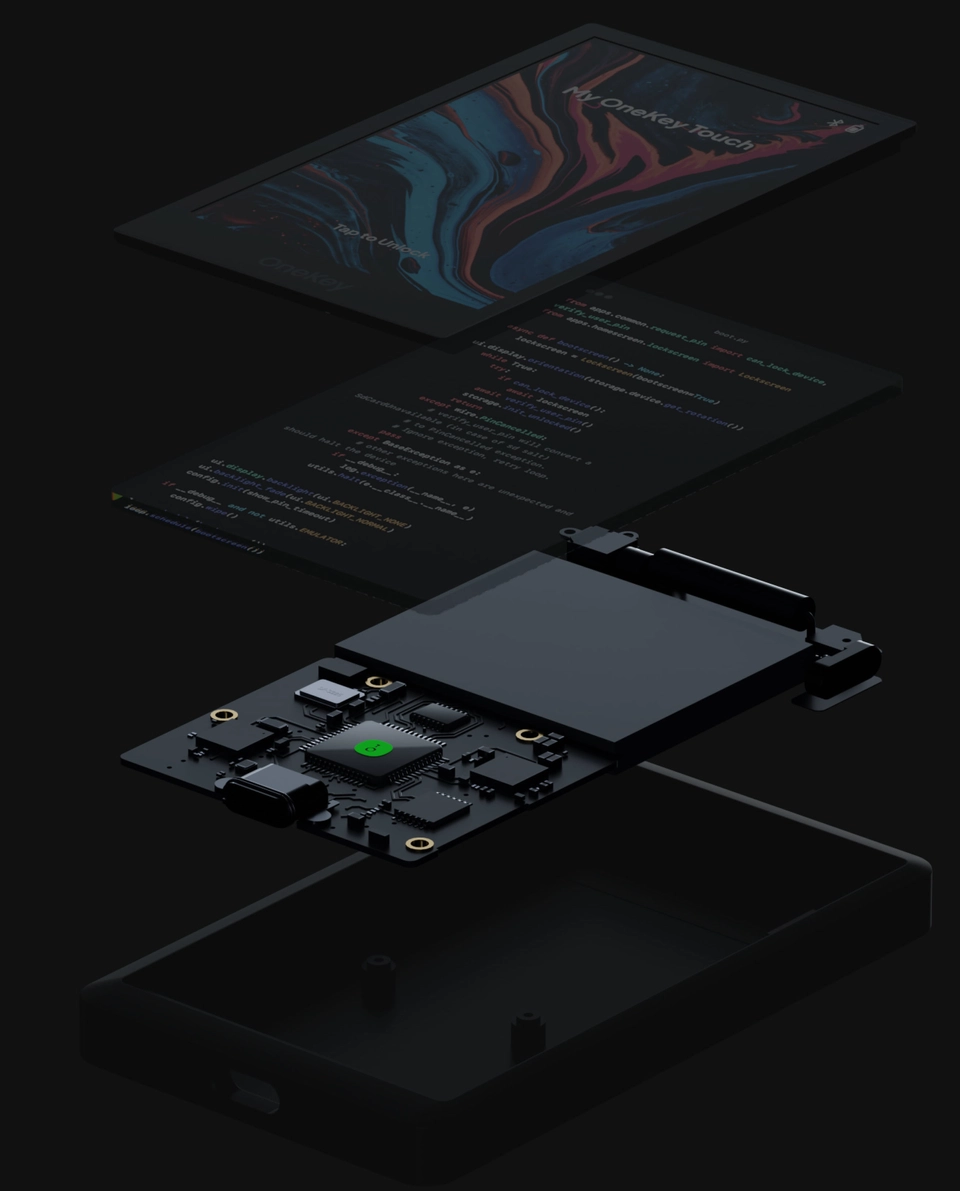 My OneKey Touch
Tap to Unlock
OneKey
boot.py
from apps.common.request_pin import can_lock_device,
verify_user_pin
from apps.homescreen.lockscreen import Lockscreen
async def bootscreen() -> None:
lockscreen = Lockscreen(bootscreen=True)
ui.display.orientation(storage.device.get_rotation())
while True:
try:
if can_lock_device():
await lockscreen
await verify_user_pin()
storage.init_unlocked()
return
except wire.PinCancelled:
# verify_user_pin will convert a
SdCardUnavailable (in case of sd salt)
# to PinCancelled exception.
# ignore exception, retry loop.
pass
except BaseException as e:
# other exceptions here are unexpected and
should halt the device
if __debug__:
log.exception(__name__, e)
utils.halt(e.__class__.__name__)
ui.display.backlight(ui.BACKLIGHT_NONE)
ui.backlight_fade(ui.BACKLIGHT_NORMAL)
config.init(show_pin_timeout)
if __debug__ and not utils.EMULATOR:
config.wipe()
loop.schedule(bootscreen())